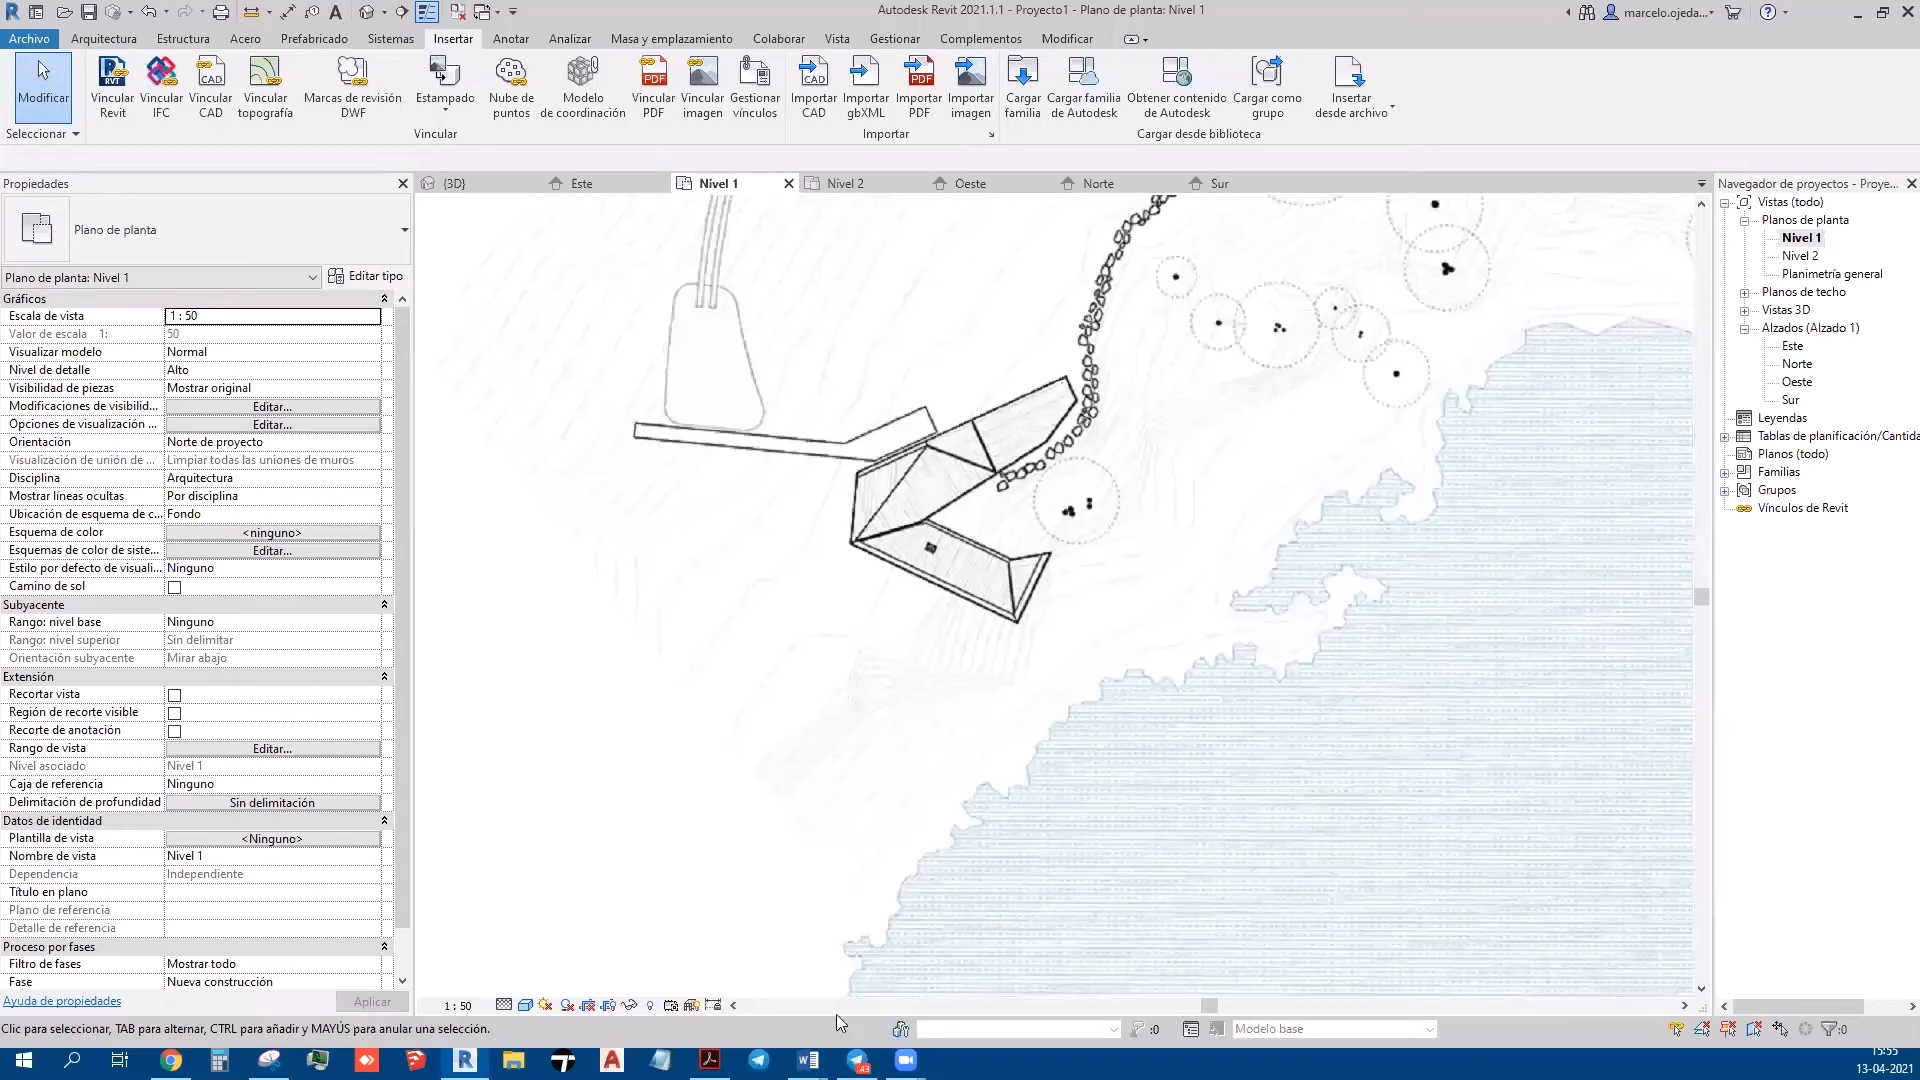 Autodesk Revit 2021.1.1 - Proyecto1 - Plano de planta: Nivel 1
marcelo.ojeda...
Archivo Arquitectura Estructura Acero Prefabricado Sistemas Insertar Anotar Analizar Masa y emplazamiento Colaborar Vista Gestionar Complementos Modificar
Modificar
Vincular Revit
Vincular IFC
Vincular CAD
Vincular topografía
Marcas de revisión DWF
Estampado
Nube de puntos
Modelo de coordinación
Vincular PDF
Vincular imagen
Gestionar vínculos
Importar CAD
Importar gbXML
Importar PDF
Importar imagen
Cargar familia
Cargar familia de Autodesk
Obtener contenido de Autodesk
Cargar como grupo
Insertar desde archivo
Seleccionar Vincular Importar Cargar desde biblioteca
Propiedades
{3D} Este Nivel 1 Nivel 2 Oeste Norte Sur
Plano de planta
Plano de planta: Nivel 1 Editar tipo
Gráficos
Escala de vista 1 : 50
Valor de escala 1: 50
Visualizar modelo Normal
Nivel de detalle Alto
Visibilidad de piezas Mostrar original
Modificaciones de visibilid... Editar...
Opciones de visualización ... Editar...
Orientación Norte de proyecto
Visualización de unión de ... Limpiar todas las uniones de muros
Disciplina Arquitectura
Mostrar líneas ocultas Por disciplina
Ubicación de esquema de c... Fondo
Esquema de color <ninguno>
Esquemas de color de siste... Editar...
Estilo por defecto de visuali... Ninguno
Camino de sol
Subyacente
Rango: nivel base Ninguno
Rango: nivel superior Sin delimitar
Orientación subyacente Mirar abajo
Extensión
Recortar vista
Región de recorte visible
Recorte de anotación
Rango de vista Editar...
Nivel asociado Nivel 1
Caja de referencia Ninguno
Delimitación de profundidad Sin delimitación
Datos de identidad
Plantilla de vista <Ninguno>
Nombre de vista Nivel 1
Dependencia Independiente
Título en plano
Plano de referencia
Detalle de referencia
Proceso por fases
Filtro de fases Mostrar todo
Fase Nueva construcción
Ayuda de propiedades Aplicar
Navegador de proyectos - Proye...
Vistas (todo)
Planos de planta
Nivel 1
Nivel 2
Planimetría general
Planos de techo
Vistas 3D
Alzados (Alzado 1)
Este
Norte
Oeste
Sur
Leyendas
Tablas de planificación/Cantida
Planos (todo)
Familias
Grupos
Vínculos de Revit
1 : 50
Clic para seleccionar, TAB para alternar, CTRL para añadir y MAYÚS para anular una selección.
:0
Modelo base
:0
43
15:55
13-04-2021